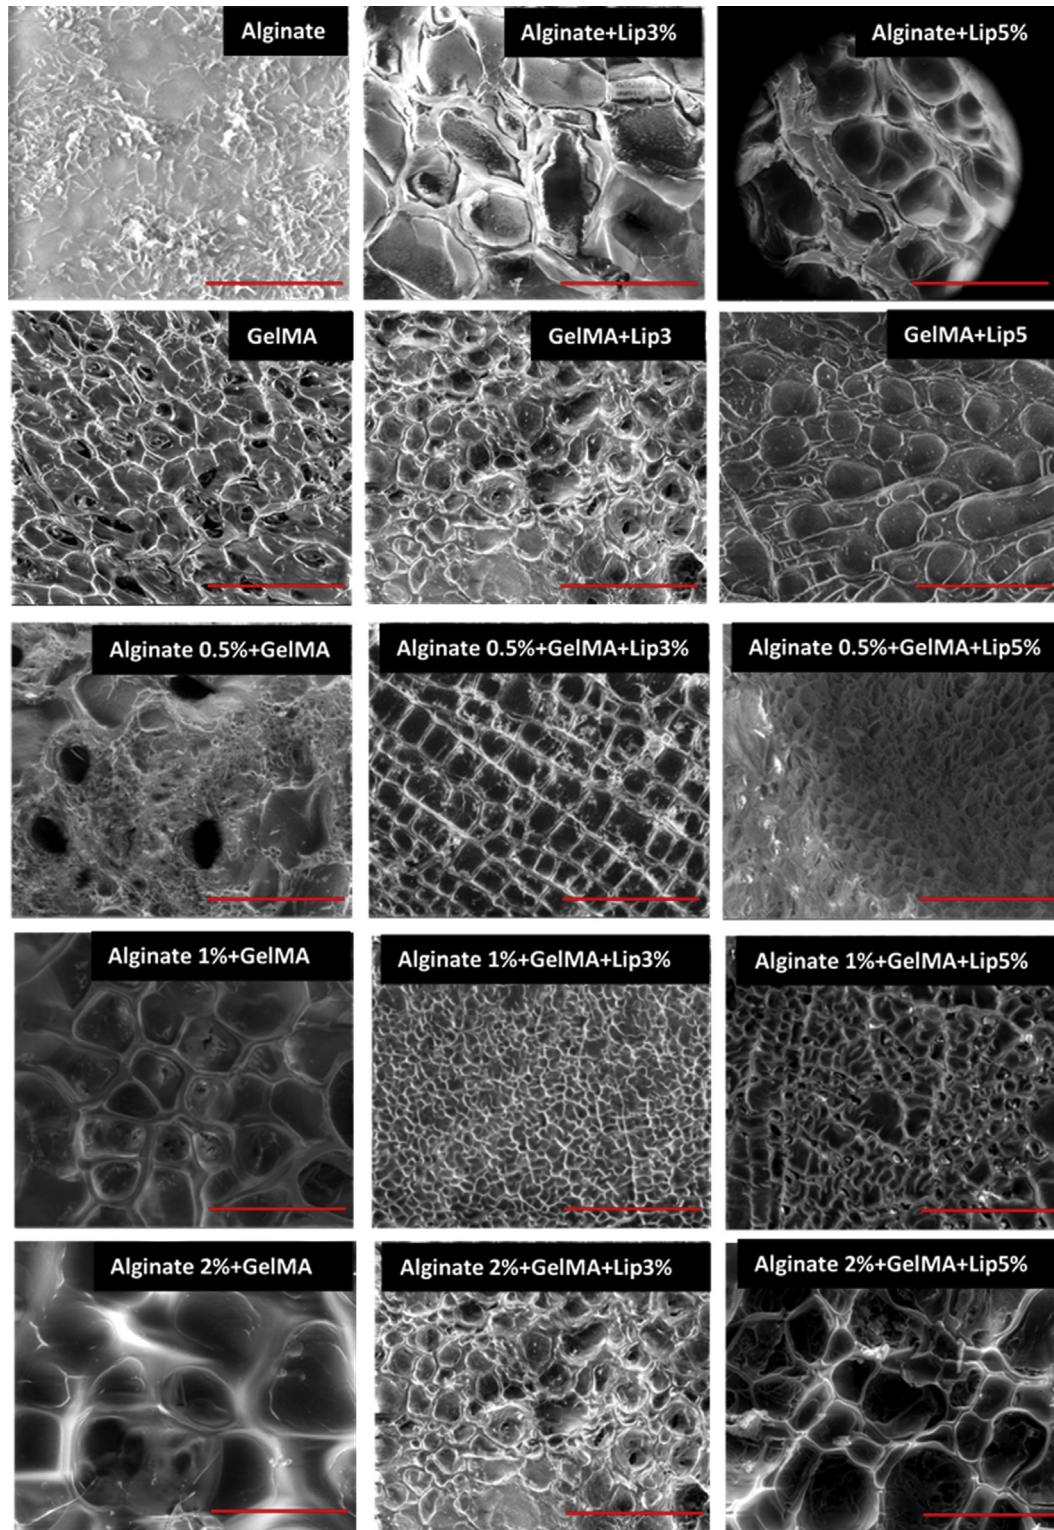 Alginate
Alginate+Lip3%
Alginate+Lip5%
GelMA
GelMA+Lip3
GelMA+Lip5
Alginate 0.5%+GelMA
Alginate 0.5%+GelMA+Lip3%
Alginate 0.5%+GelMA+Lip5%
Alginate 1%+GelMA
Alginate 1%+GelMA+Lip3%
Alginate 1%+GelMA+Lip5%
Alginate 2%+GelMA
Alginate 2%+GelMA+Lip3%
Alginate 2%+GelMA+Lip5%